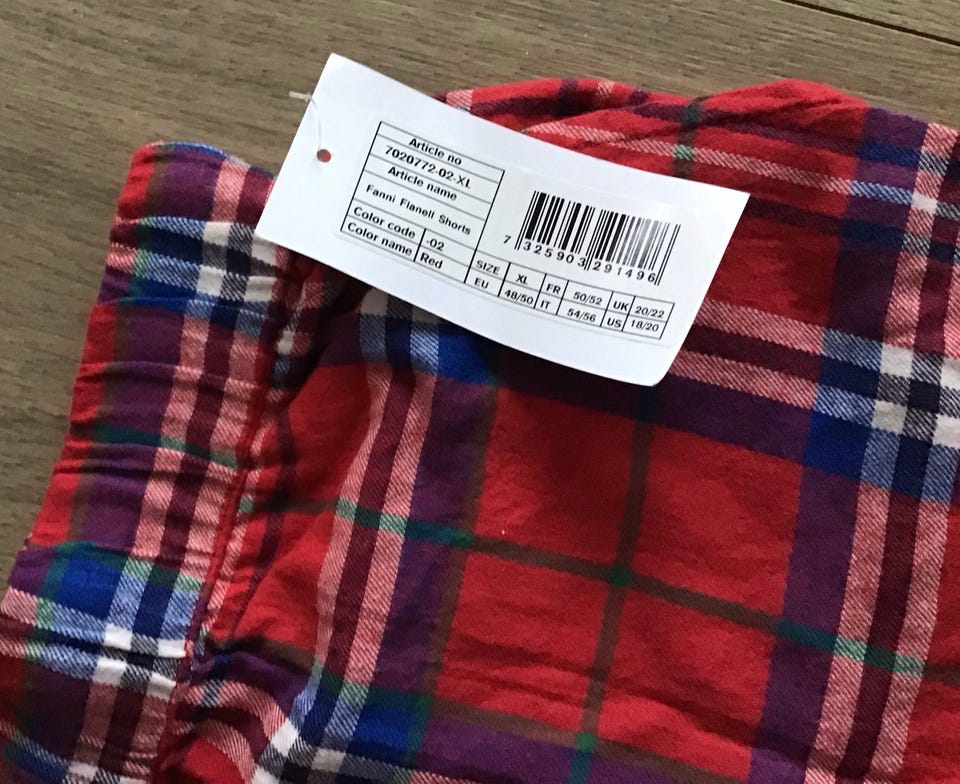 Article no
7020772-02-XL
Article name
Fanni Flanell Shorts
Color code -02
Color name Red
7 325903 291496
SIZE XL FR 50/52 UK 20/22
EU 48/50 IT 54/56 US 18/20